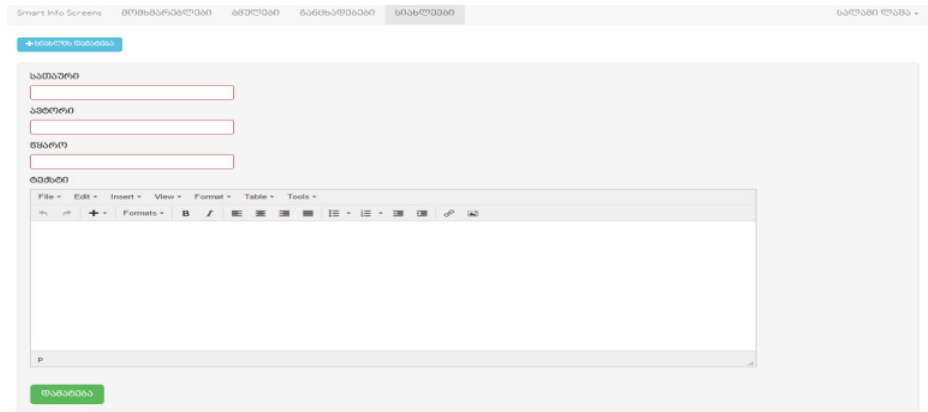 Smart Info Screens მომხმარებლები ბმულები განცხადებები სიახლეები სალამი ლაშა
სიახლის დამატება
სათაური
ავტორი
წყარო
ტექსტი
File Edit Insert View Format Table Tools
Formats B I
P
დამატება